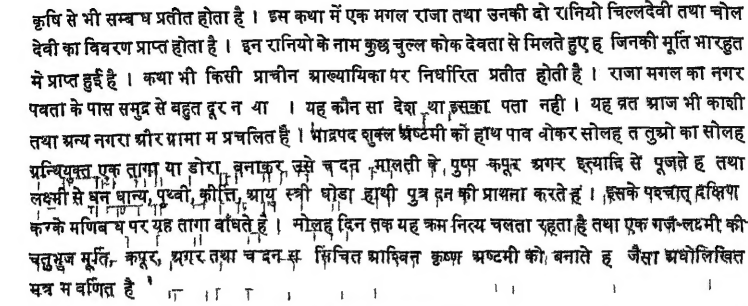 कृषि से भी सम्बन्ध प्रतीत होता है । इस कथा में एक मगल राजा तथा उनकी दो रानियो चिल्लदेवी तथा चोल
देवी का विवरण प्राप्त होता है । इन रानियो के नाम कुछ चुल्ल कोक देवता से मिलते हुए ह जिनकी मूर्ति भारहुत
मे प्राप्त हुई है । कथा भी किसी प्राचीन आख्यायिका पर निर्धारित प्रतीत होती है । राजा मगल का नगर
पवता के पास समुद्र से बहुत दूर न था । यह कौन सा देश था इसका पता नही । यह व्रत आज भी काशी
तथा अन्य नगरा और ग्रामा म प्रचलित है । भाद्रपद शुक्ल अष्टमी कों हाथ पाव धोकर सोलह त तुओ का सोलह
ग्रन्थियुक्त एक तागा या डोरा बनाकर उसे च दन मालती के पुष्प कपूर अगर इत्यादि से पूजते ह तथा
लक्ष्मी से धन धान्य, पृथ्वी, कीर्त्ति, आयु स्त्री घोडा हाथी पुत्र दन की प्राथना करते ह । इसके पश्चात् दक्षिण
करके मणिब ध पर यह तागा बाँधते है । सोलह दिन तक यह क्रम नित्य चलता रहता है तथा एक गज-लक्ष्मी की
चतुभुज मूर्ति, कपूर, अगर तथा च दन स सिंचित आश्विन कृष्ण अष्टमी को बनाते ह जैसा अधोलिखित
मत्र म वर्णित है